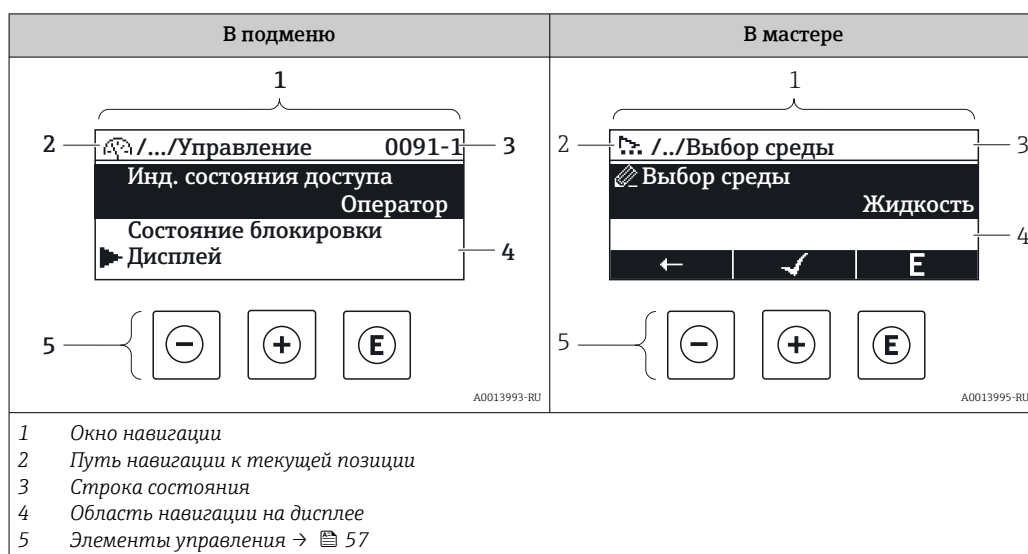 В подменю
В мастере
1
2
/.../Управление 0091-1
3
Инд. состояния доступа
Оператор
Состояние блокировки
Дисплей
4
5
E
A0013993-RU
1
2
/../Выбор среды
3
Выбор среды
Жидкость
4
E
5
E
A0013995-RU
1 Окно навигации
2 Путь навигации к текущей позиции
3 Строка состояния
4 Область навигации на дисплее
5 Элементы управления → 57